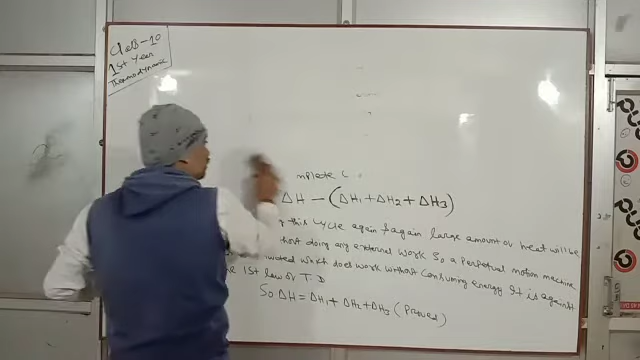 1st Year
Thermodynamic
mplete C
ΔH - (ΔH1 + ΔH2 + ΔH3)
this cycle again & again large amount of heat will be
without doing any external work So a perpetual motion machine
which does work without consuming energy It is against
1st law of T.D
So ΔH = ΔH1 + ΔH2 + ΔH3 (Proved)